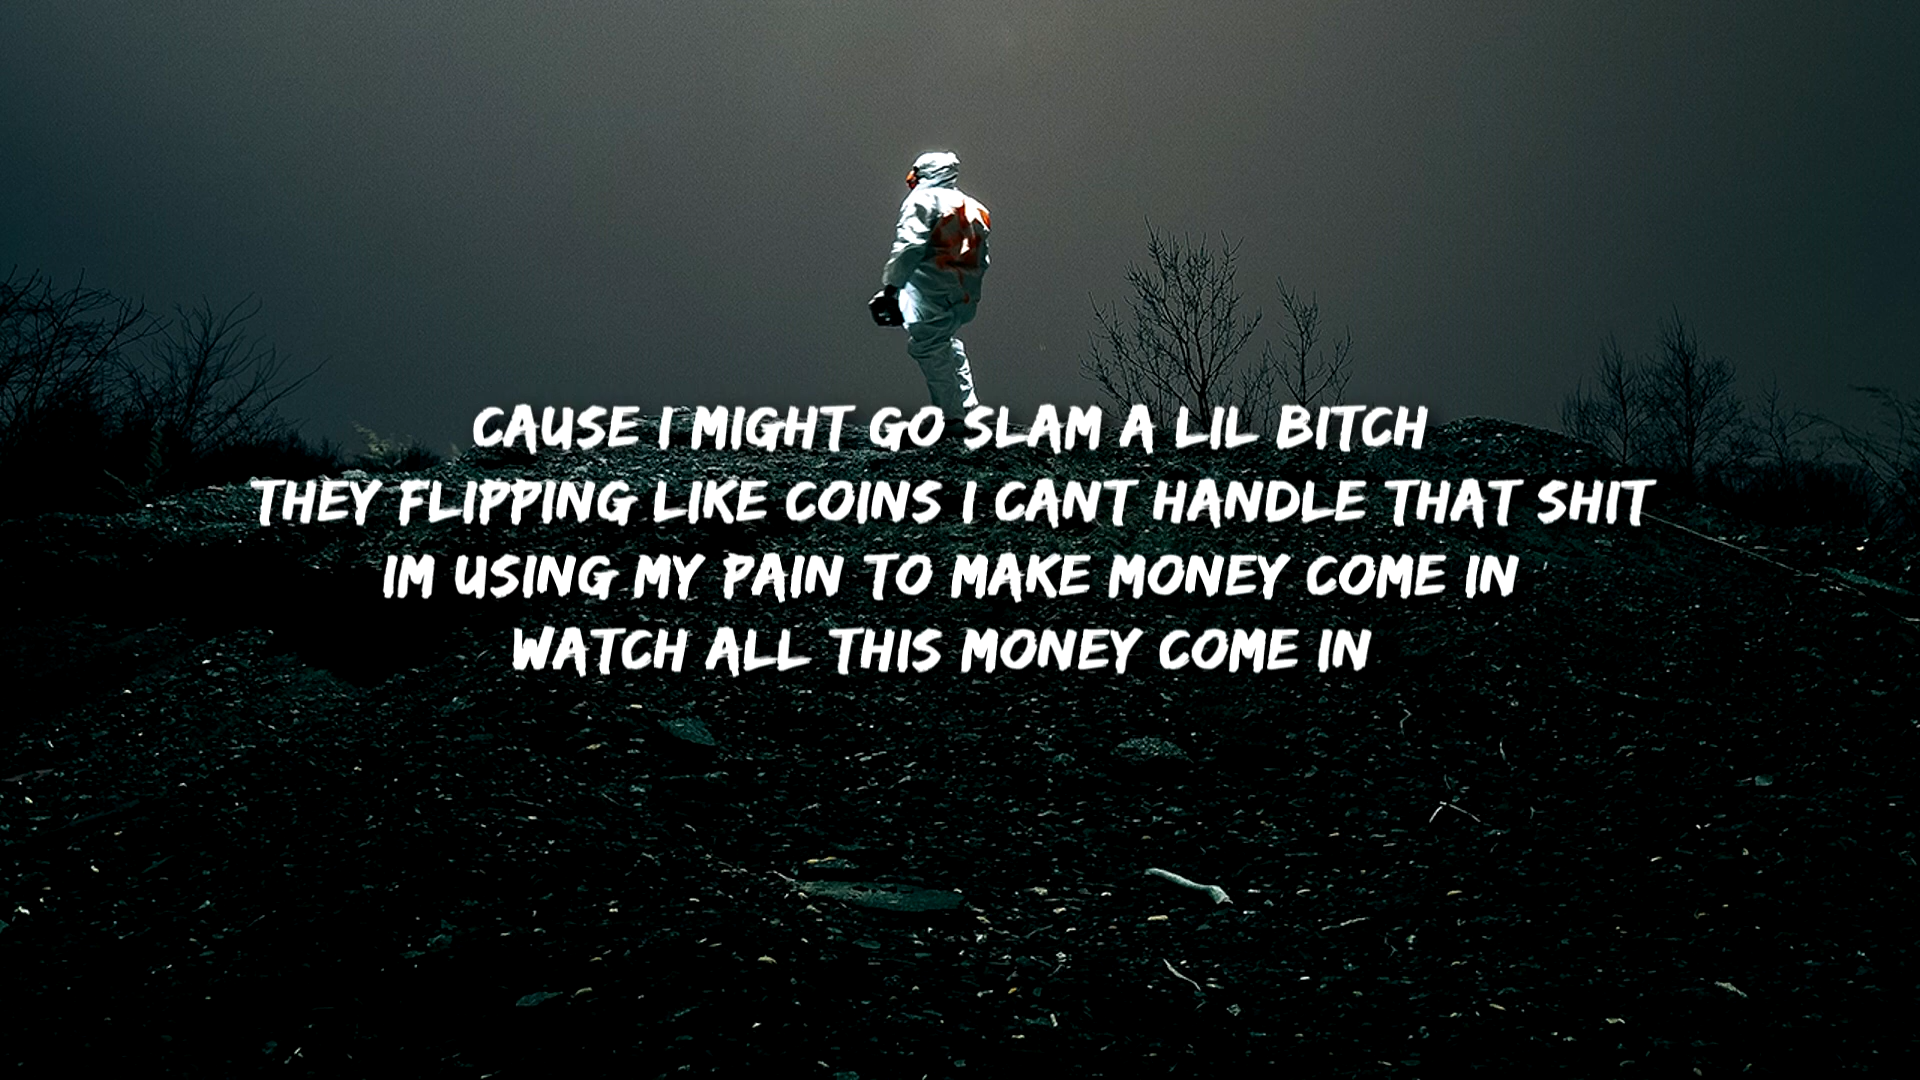 CAUSE I MIGHT GO SLAM A LIL BITCH
THEY FLIPPING LIKE COINS I CANT HANDLE THAT SHIT
IM USING MY PAIN TO MAKE MONEY COME IN
WATCH ALL THIS MONEY COME IN